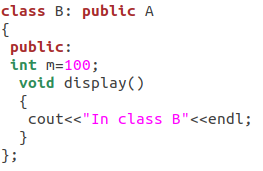 class B: public A
{
 public:
 int m=100;
  void display()
  {
   cout<<"In class B"<<endl;
  }
};